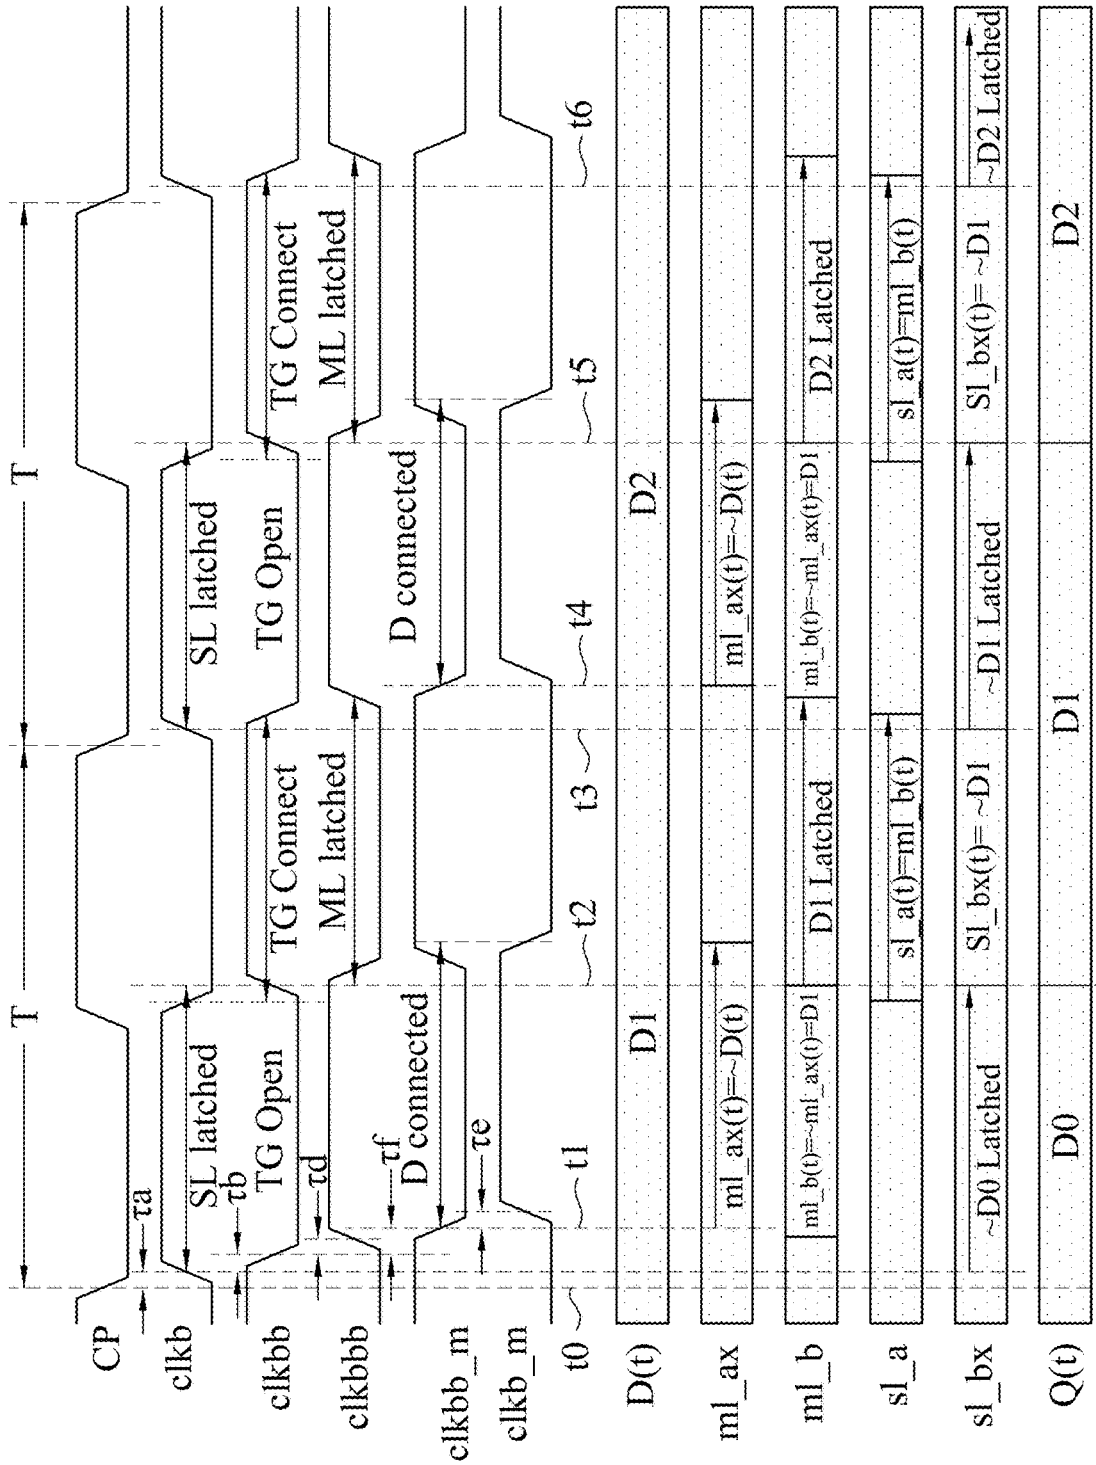 T
T
CP
τa
clkb
SL latched
SL latched
τb
clkbb
TG Open
TG Connect
TG Open
TG Connect
τd
clkbbb
ML latched
ML latched
τf
clkbb_m
D connected
D connected
τe
clkb_m
t0
t1
t2
t3
t4
t5
t6
D(t)
D1
D2
ml_ax
ml_ax(t)=~D(t)
ml_ax(t)=~D(t)
ml_b
ml_b(t)=~ml_ax(t)=D1
D1 Latched
ml_b(t)=~ml_ax(t)=D1
D2 Latched
sl_a
sl_a(t)=ml_b(t)
sl_a(t)=ml_b(t)
sl_bx
~D0 Latched
Sl_bx(t)= ~D1
~D1 Latched
Sl_bx(t)= ~D1
~D2 Latched
Q(t)
D0
D1
D2